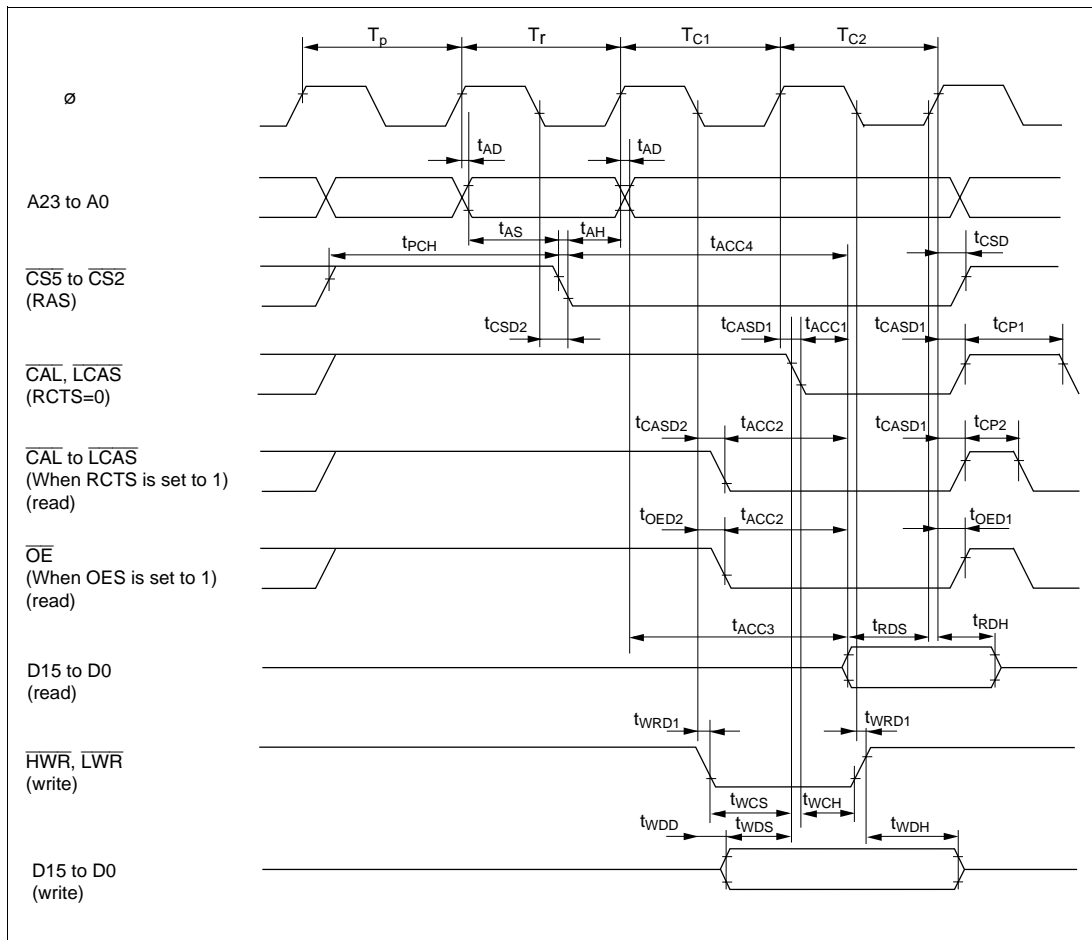 Tp Tr TC1 TC2
ø
tAD tAD
A23 to A0
tAS tAH
tPCH tACC4 tCSD
CS5 to CS2
(RAS)
tCSD2 tCASD1 tACC1 tCASD1 tCP1
CAL, LCAS
(RCTS=0)
tCASD2 tACC2 tCASD1 tCP2
CAL to LCAS
(When RCTS is set to 1)
(read)
tOED2 tACC2 tOED1
OE
(When OES is set to 1)
(read)
tACC3 tRDS tRDH
D15 to D0
(read)
tWRD1 tWRD1
HWR, LWR
(write)
tWCS tWCH
tWDD tWDS tWDH
D15 to D0
(write)